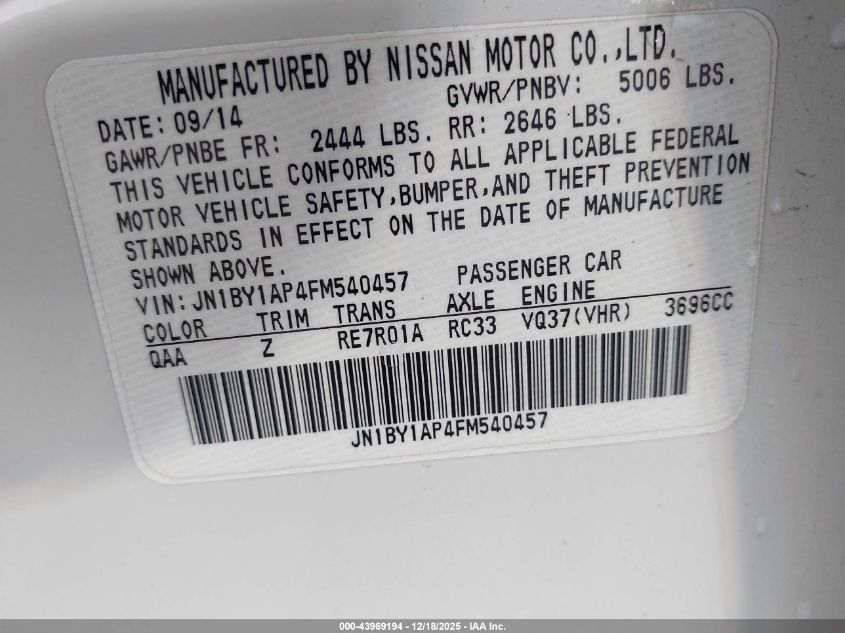 MANUFACTURED BY NISSAN MOTOR CO.,LTD.
DATE: 09/14 GVWR/PNBV: 5006 LBS.
GAWR/PNBE FR: 2444 LBS. RR: 2646 LBS.
THIS VEHICLE CONFORMS TO ALL APPLICABLE FEDERAL
MOTOR VEHICLE SAFETY,BUMPER,AND THEFT PREVENTION
STANDARDS IN EFFECT ON THE DATE OF MANUFACTURE
SHOWN ABOVE.
VIN: JN1BY1AP4FM540457 PASSENGER CAR
COLOR TRIM TRANS AXLE ENGINE
QAA Z RE7R01A RC33 VQ37(VHR) 3696CC
JN1BY1AP4FM540457
000-43969194 - 12/18/2025 - IAA Inc.